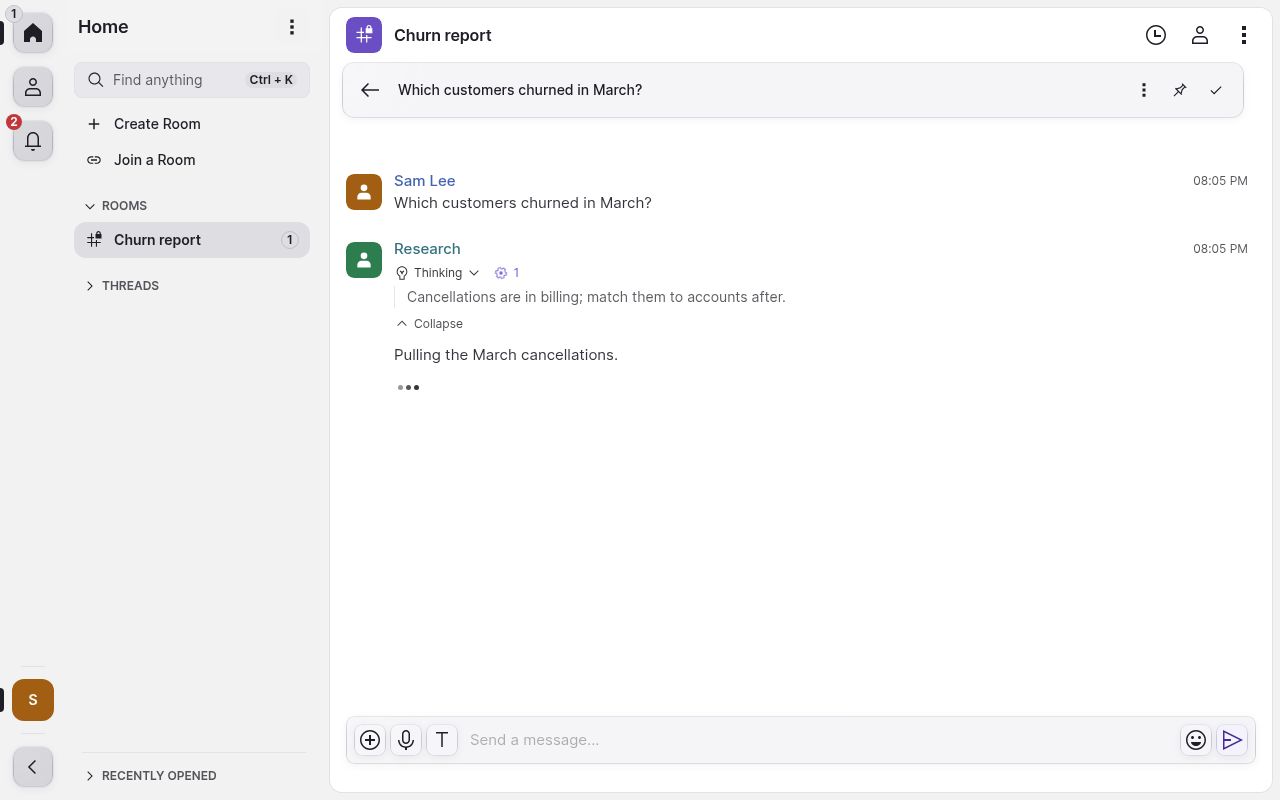 1
Home
Find anything
Ctrl + K
2
Create Room
Join a Room
ROOMS
Churn report
1
THREADS
S
RECENTLY OPENED
Churn report
Which customers churned in March?
Sam Lee
08:05 PM
Which customers churned in March?
Research
08:05 PM
Thinking
1
Cancellations are in billing; match them to accounts after.
Collapse
Pulling the March cancellations.
T
Send a message...